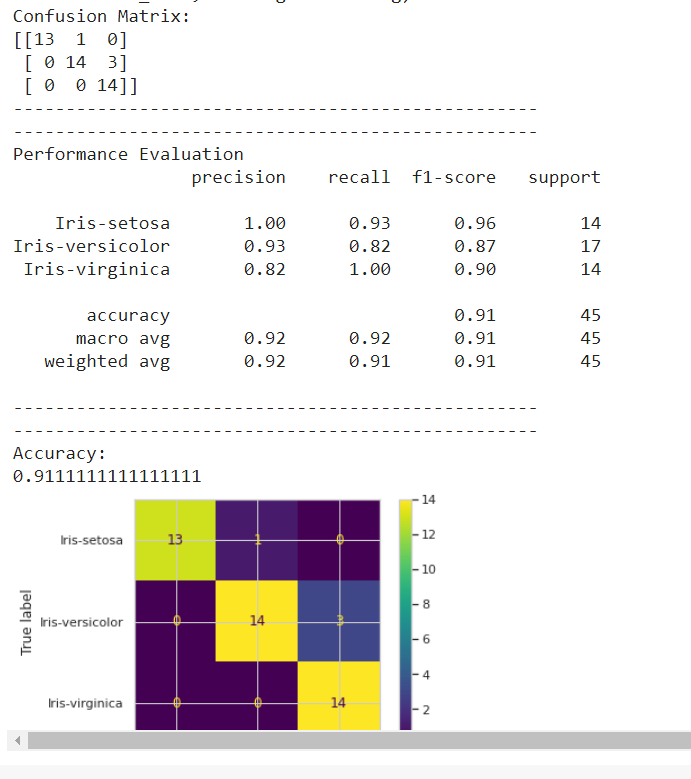 Confusion Matrix:
[[13  1  0]
 [ 0 14  3]
 [ 0  0 14]]
--------------------------------------------------
--------------------------------------------------
Performance Evaluation
                 precision    recall  f1-score   support

    Iris-setosa       1.00      0.93      0.96        14
Iris-versicolor       0.93      0.82      0.87        17
 Iris-virginica       0.82      1.00      0.90        14

       accuracy                           0.91        45
      macro avg       0.92      0.92      0.91        45
   weighted avg       0.92      0.91      0.91        45

--------------------------------------------------
--------------------------------------------------
Accuracy:
0.9111111111111111
14
Iris-setosa 13 1 0
12
10
8
True label
Iris-versicolor 0 14 3
6
4
Iris-virginica 0 0 14
2